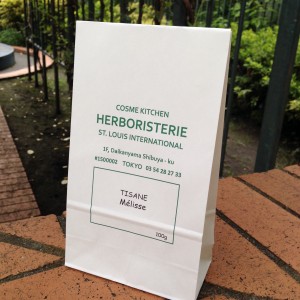 COSME KITCHEN
HERBORISTERIE
ST. LOUIS INTERNATIONAL
1F, Daikanyama Shibuya - ku
#1500002 TOKYO 03 54 28 27 33
TISANE
Mélisse
100g